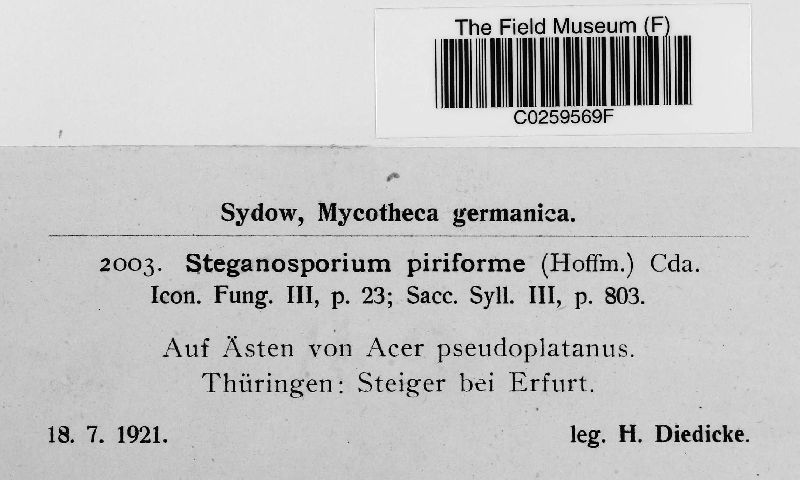 The Field Museum (F)
C0259569F
Sydow, Mycotheca germanica.
2003. Steganosporium piriforme (Hoffm.) Cda.
Icon. Fung. III, p. 23; Sacc. Syll. III, p. 803.
Auf Ästen von Acer pseudoplatanus.
Thüringen: Steiger bei Erfurt.
18. 7. 1921. leg. H. Diedicke.